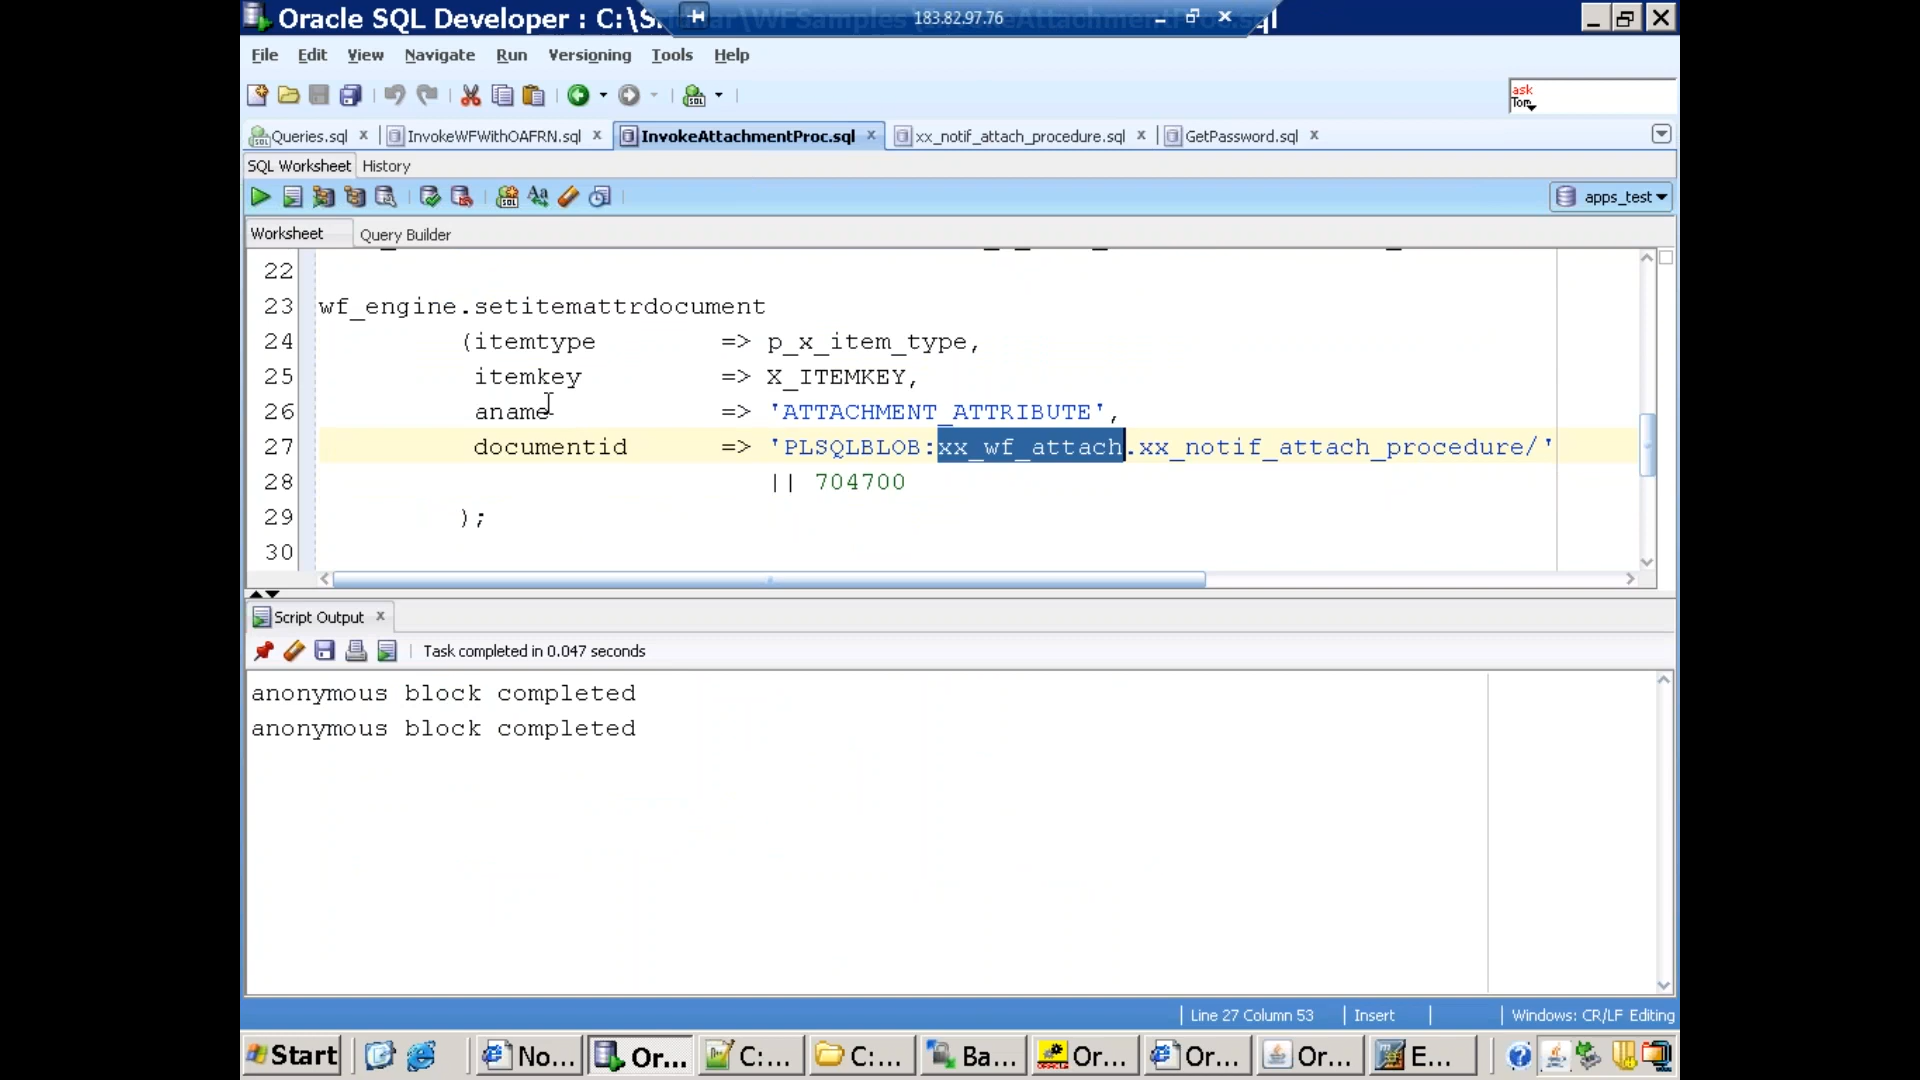 Oracle SQL Developer : C:\S
183.82.97.76
File Edit View Navigate Run Versioning Tools Help
ask
Tom
Queries.sql InvokeWFWithOAFRN.sql InvokeAttachmentProc.sql xx_notif_attach_procedure.sql GetPassword.sql
SQL Worksheet History
apps_test
Worksheet Query Builder
22
23 wf_engine.setitemattrdocument
24 (itemtype => p_x_item_type,
25 itemkey => X_ITEMKEY,
26 aname => 'ATTACHMENT_ATTRIBUTE',
27 documentid => 'PLSQLBLOB:xx_wf_attach.xx_notif_attach_procedure/'
28 || 704700
29 );
30
Script Output
Task completed in 0.047 seconds
anonymous block completed
anonymous block completed
Line 27 Column 53 Insert Windows: CR/LF Editing
Start No... Or... C:... C:... Ba... Or... Or... Or... E...